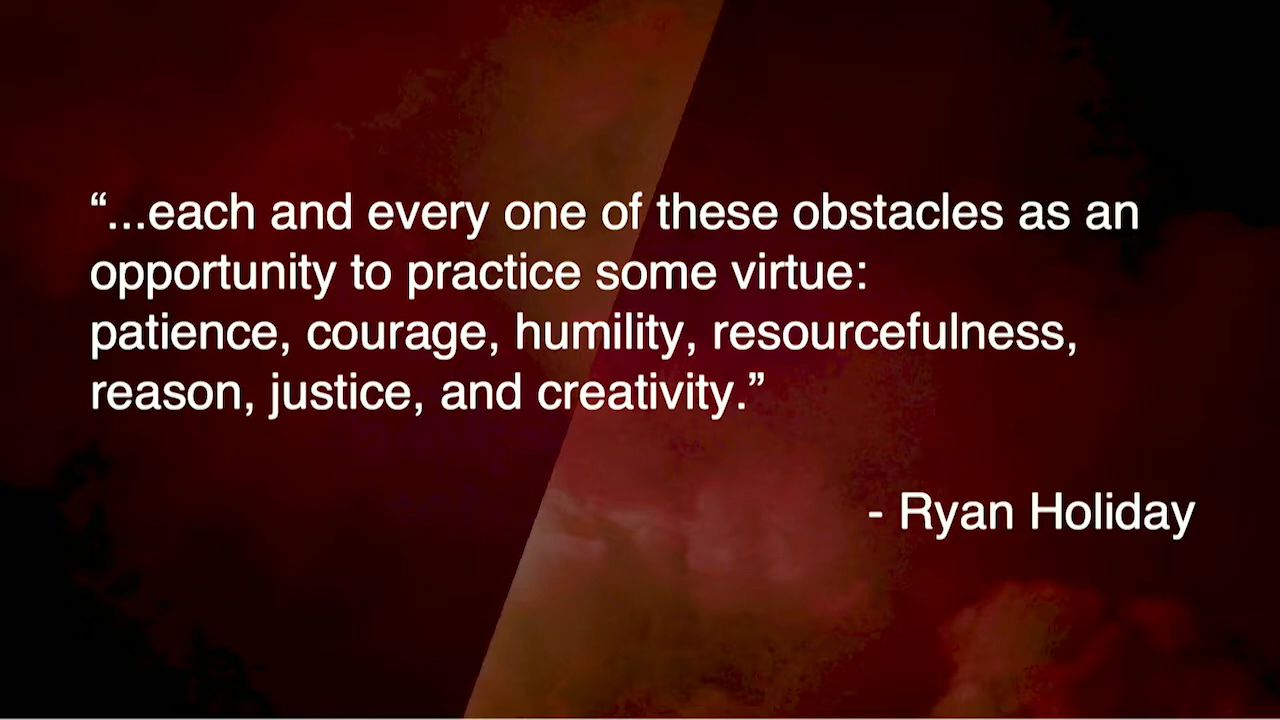 “...each and every one of these obstacles as an
opportunity to practice some virtue:
patience, courage, humility, resourcefulness,
reason, justice, and creativity.”
- Ryan Holiday